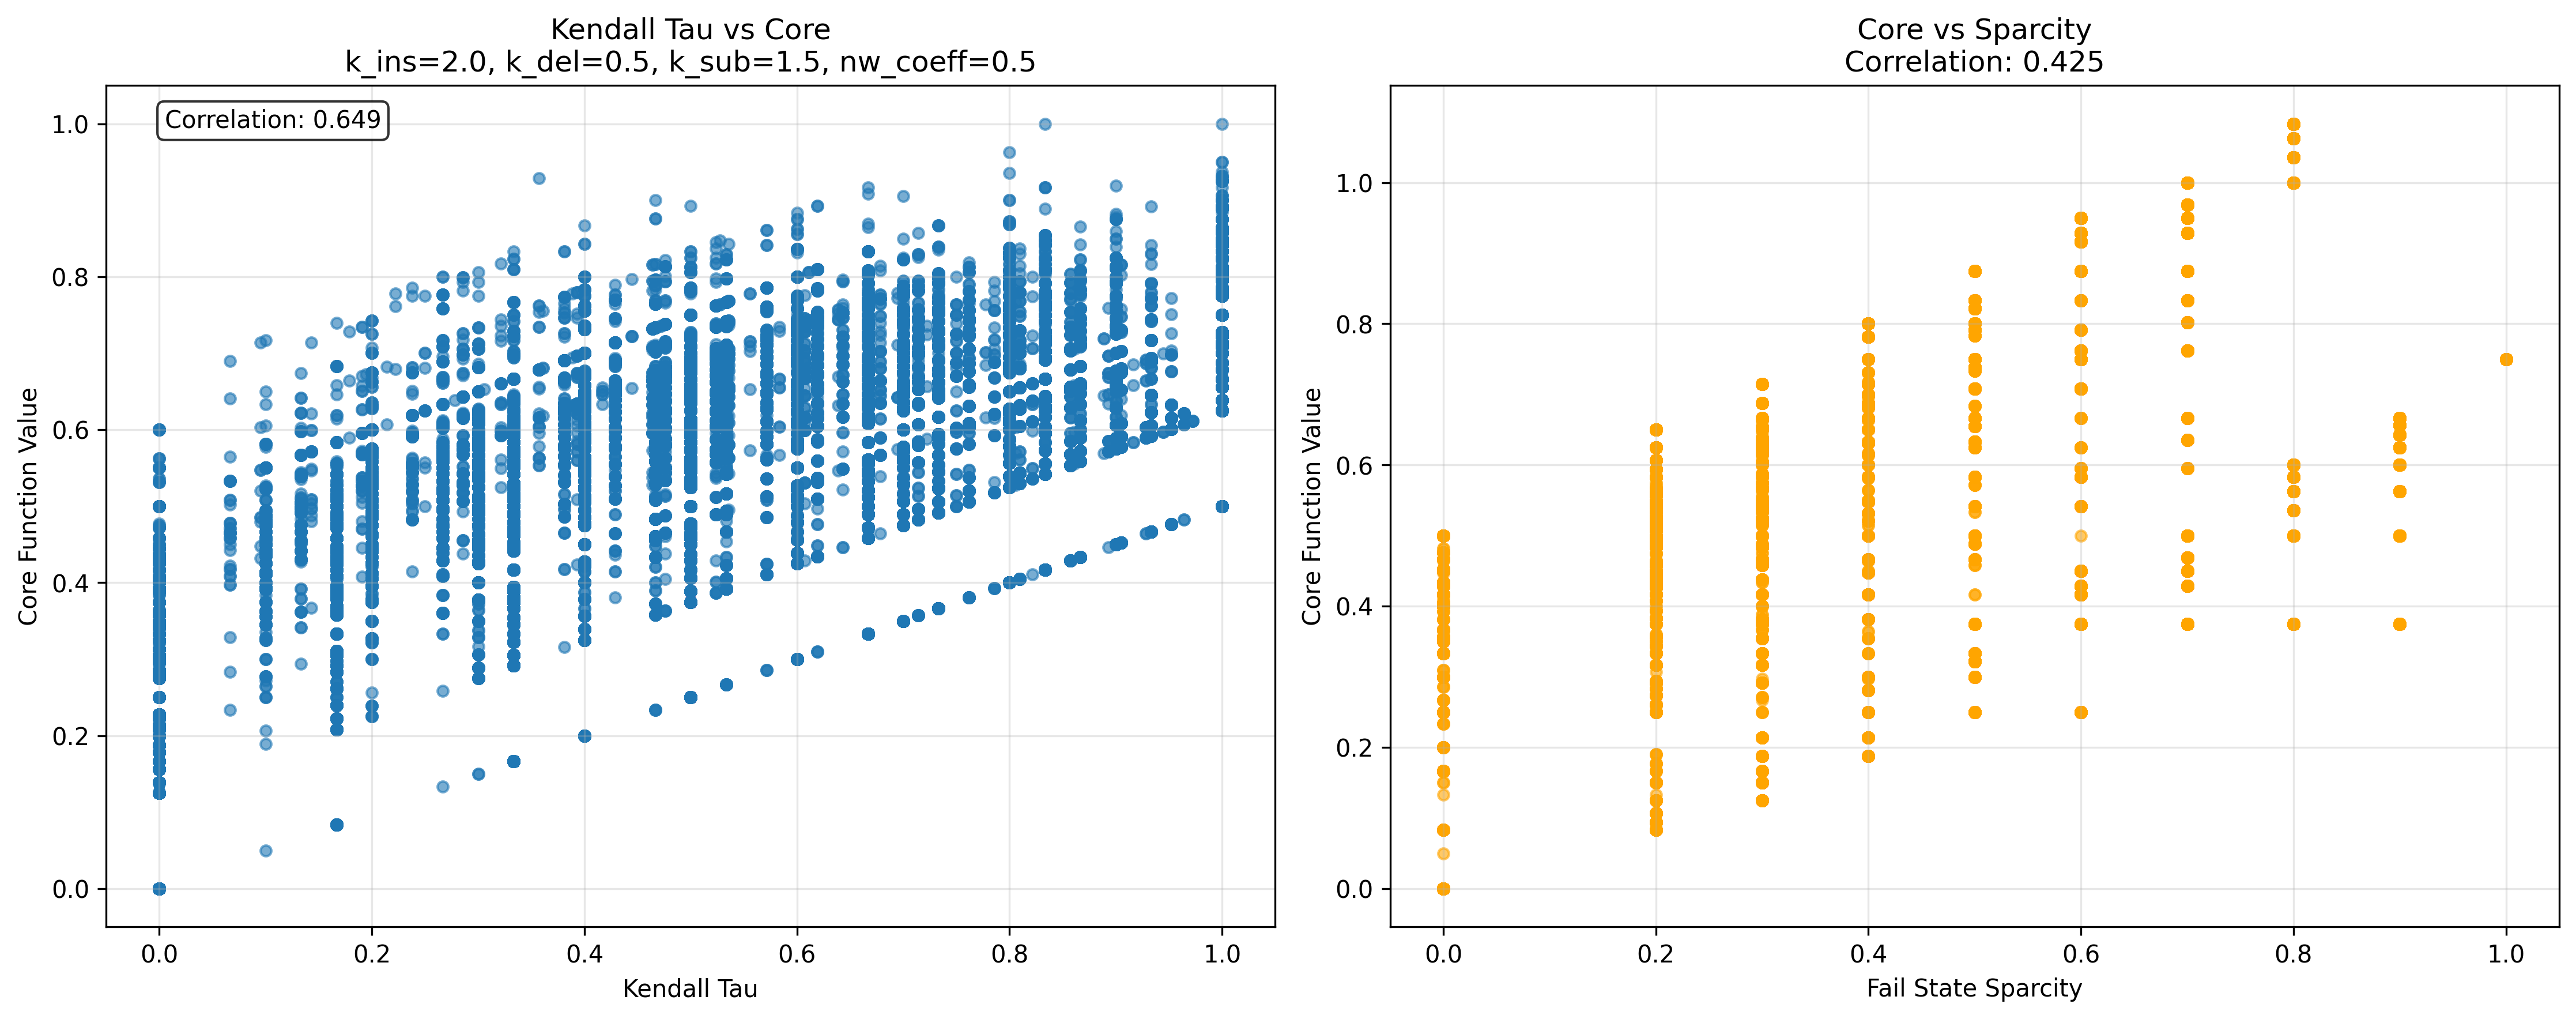 Kendall Tau vs Core
k_ins=2.0, k_del=0.5, k_sub=1.5, nw_coeff=0.5
Correlation: 0.649
Core Function Value
1.0
0.8
0.6
0.4
0.2
0.0
0.0 0.2 0.4 0.6 0.8 1.0
Kendall Tau
Core vs Sparcity
Correlation: 0.425
Core Function Value
1.0
0.8
0.6
0.4
0.2
0.0
0.0 0.2 0.4 0.6 0.8 1.0
Fail State Sparcity